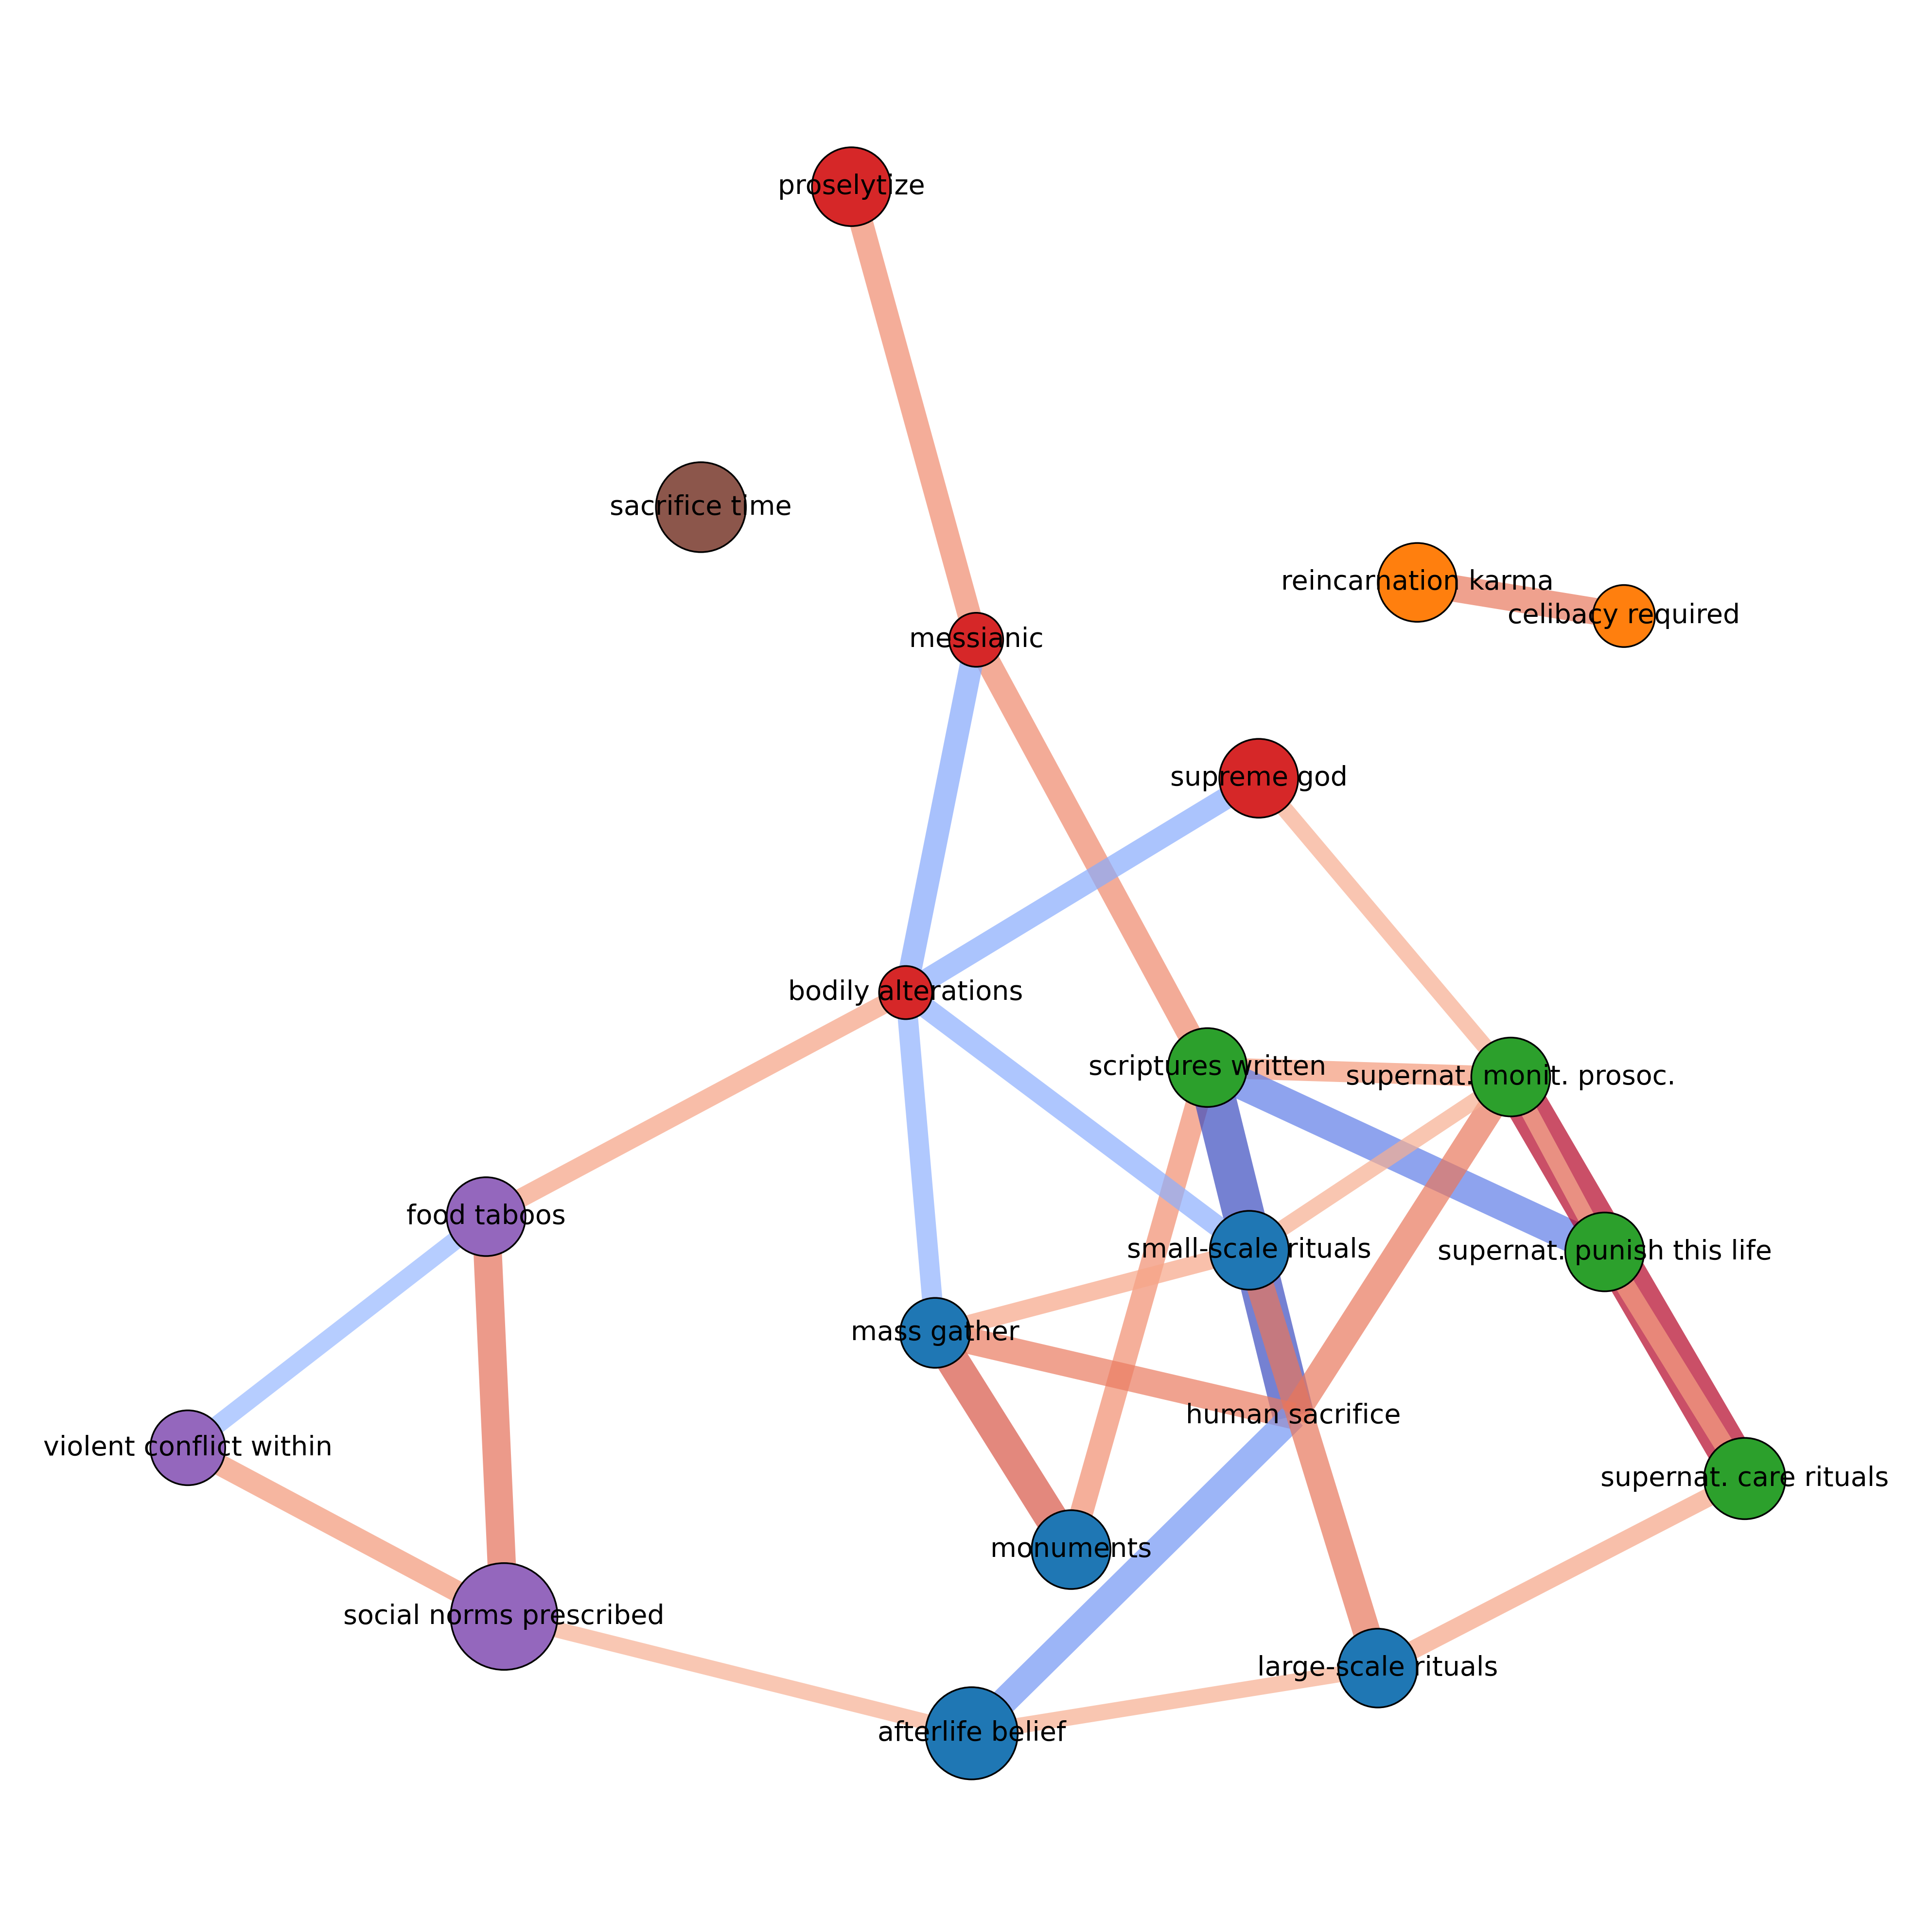 proselytize
sacrifice time
reincarnation karma
celibacy required
messianic
supreme god
bodily alterations
scriptures written
supernat. monit. prosoc.
food taboos
small-scale rituals
supernat. punish this life
mass gather
human sacrifice
violent conflict within
supernat. care rituals
monuments
social norms prescribed
large-scale rituals
afterlife belief